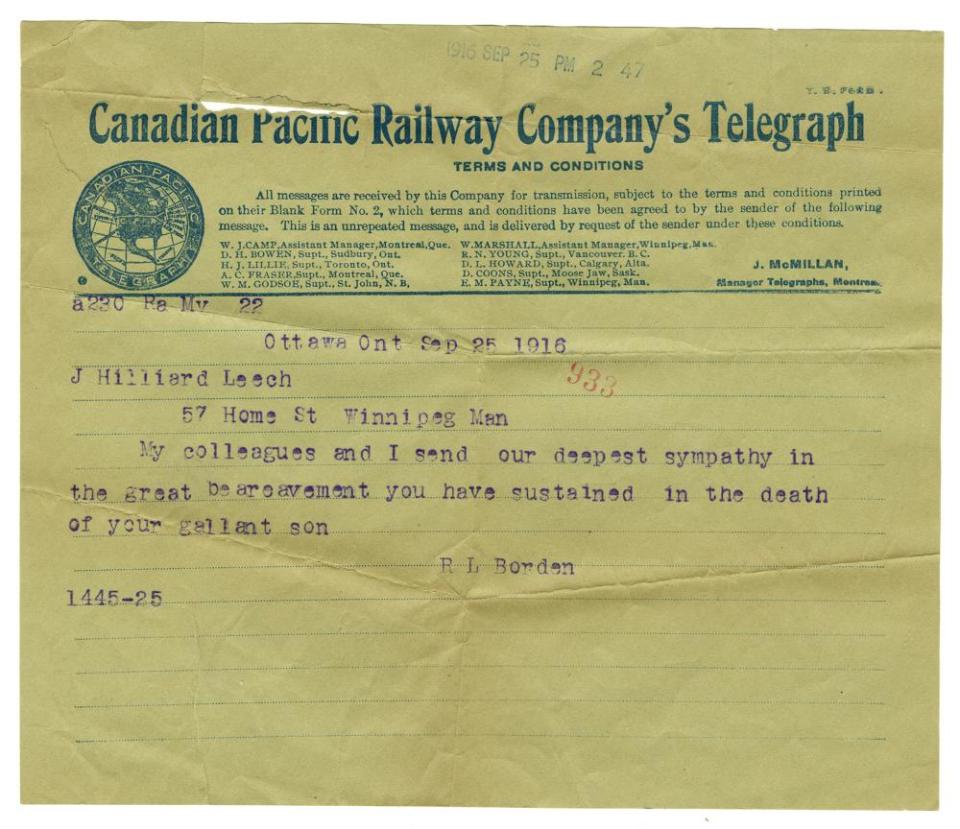 1916 SEP 25 PM 2 47
T. E. FORM.
Canadian Pacific Railway Company's Telegraph
TERMS AND CONDITIONS
CANADIAN PACIFIC
TELEGRAPH
All messages are received by this Company for transmission, subject to the terms and conditions printed
on their Blank Form No. 2, which terms and conditions have been agreed to by the sender of the following
message. This is an unrepeated message, and is delivered by request of the sender under these conditions.
W. J. CAMP, Assistant Manager, Montreal, Que.
D. H. BOWEN, Supt., Sudbury, Ont.
H. J. LILLIE, Supt., Toronto, Ont.
A. C. FRASER, Supt., Montreal, Que.
W. M. GODSOE, Supt., St. John, N. B,
W. MARSHALL, Assistant Manager, Winnipeg, Man.
R. N. YOUNG, Supt., Vancouver. B. C.
D. L. HOWARD, Supt., Calgary, Alta.
D. COONS, Supt., Moose Jaw, Sask.
E. M. PAYNE, Supt., Winnipeg, Man.
J. McMILLAN,
Manager Telegraphs, Montreal.
a230 Ra My 22
Ottawa Ont Sep 25 1916
J Hilliard Leech
933
57 Home St Winnipeg Man
My colleagues and I send our deepest sympathy in
the great beareavement you have sustained in the death
of your gallant son
R L Borden
1445-25